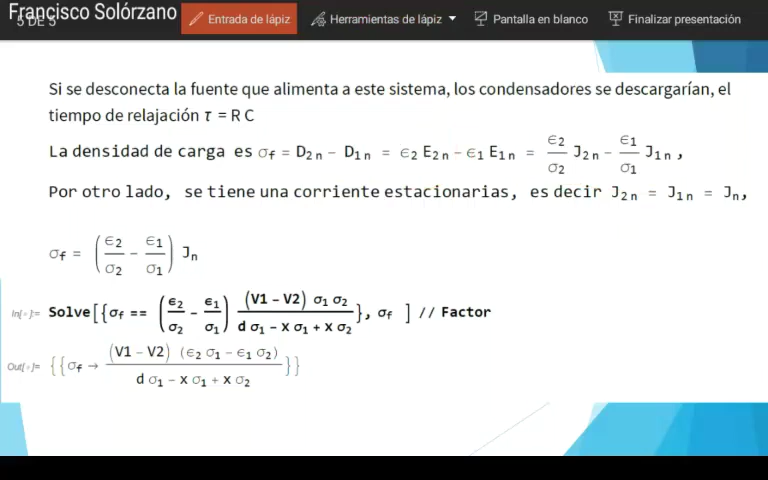 Francisco Solórzano
5 DE 5
Entrada de lápiz
Herramientas de lápiz
Pantalla en blanco
Finalizar presentación
Si se desconecta la fuente que alimenta a este sistema, los condensadores se descargarían, el
tiempo de relajación τ = R C
La densidad de carga es σf = D2n − D1n = ϵ2 E2n − ϵ1 E1n = ϵ2/σ2 J2n − ϵ1/σ1 J1n ,
Por otro lado, se tiene una corriente estacionarias, es decir J2n = J1n = Jn,
σf = (ϵ2/σ2 − ϵ1/σ1) Jn
In[∘]:= Solve[{σf == (ϵ2/σ2 − ϵ1/σ1) (V1 − V2) σ1 σ2/(d σ1 − x σ1 + x σ2)}, σf ] // Factor
Out[∘]= {{σf → (V1 − V2) (ϵ2 σ1 − ϵ1 σ2)/(d σ1 − x σ1 + x σ2)}}